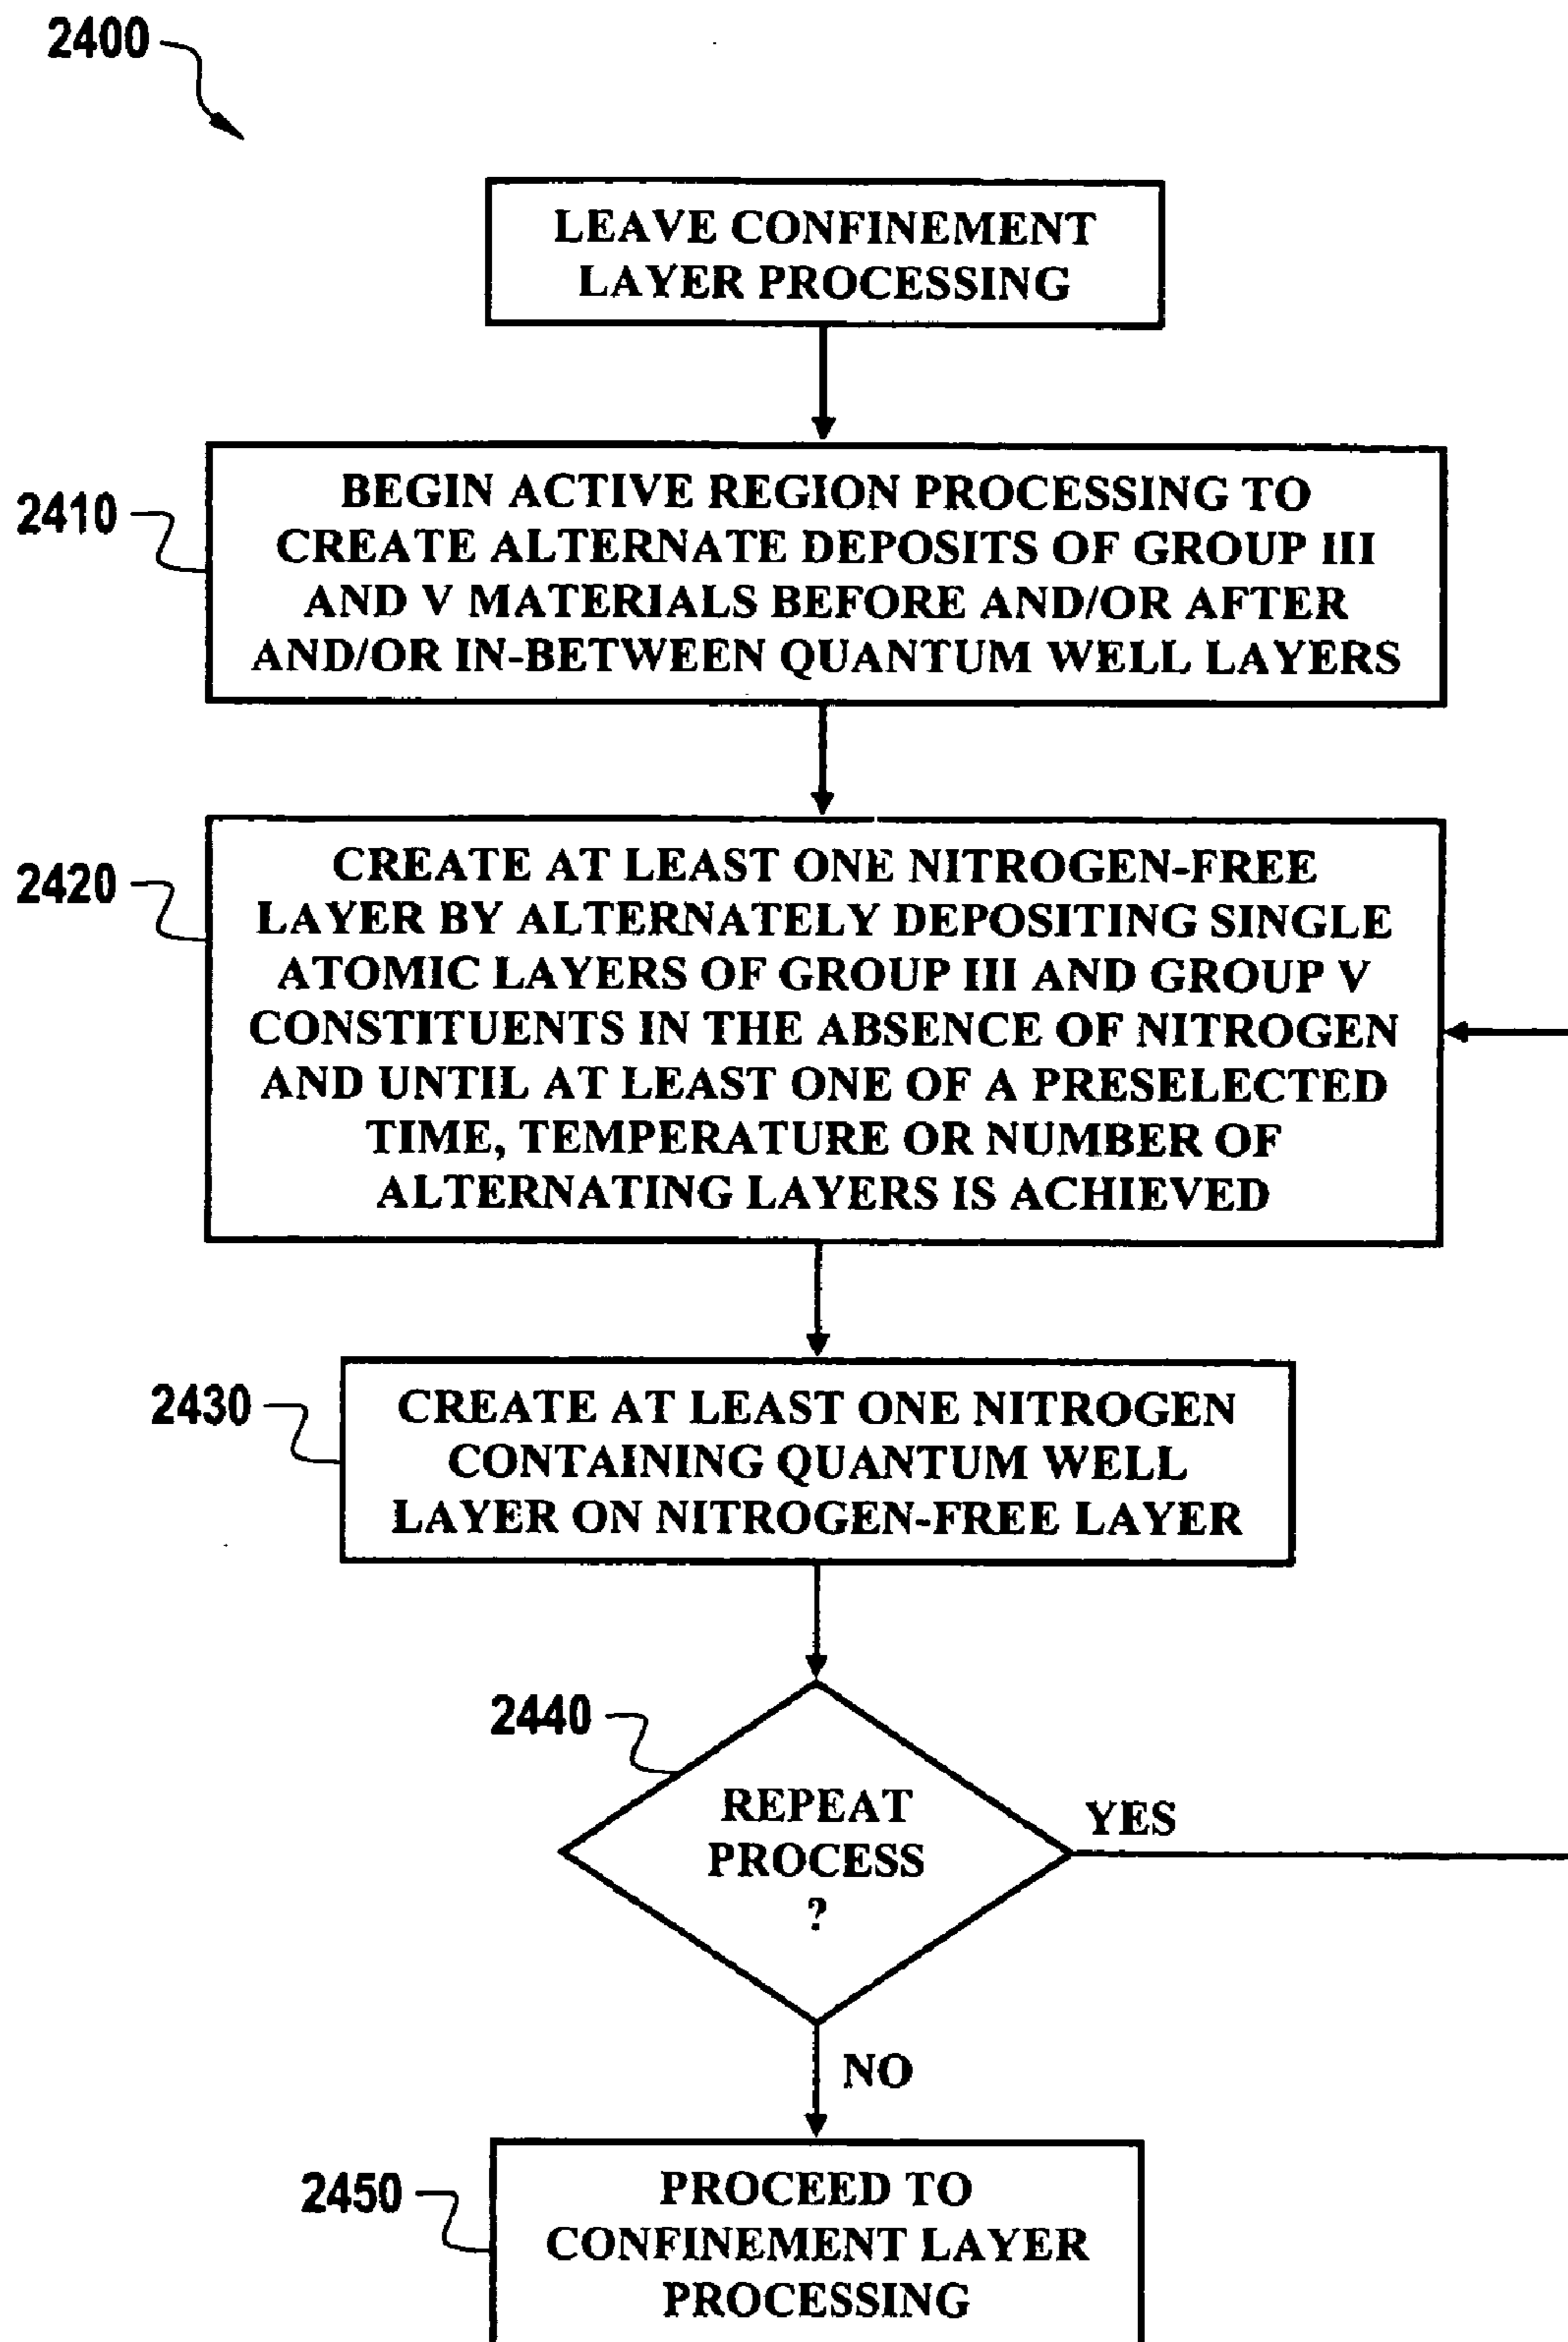 2400
LEAVE CONFINEMENT
LAYER PROCESSING
2410
BEGIN ACTIVE REGION PROCESSING TO
CREATE ALTERNATE DEPOSITS OF GROUP III
AND V MATERIALS BEFORE AND/OR AFTER
AND/OR IN-BETWEEN QUANTUM WELL LAYERS
2420
CREATE AT LEAST ONE NITROGEN-FREE
LAYER BY ALTERNATELY DEPOSITING SINGLE
ATOMIC LAYERS OF GROUP III AND GROUP V
CONSTITUENTS IN THE ABSENCE OF NITROGEN
AND UNTIL AT LEAST ONE OF A PRESELECTED
TIME, TEMPERATURE OR NUMBER OF
ALTERNATING LAYERS IS ACHIEVED
2430
CREATE AT LEAST ONE NITROGEN
CONTAINING QUANTUM WELL
LAYER ON NITROGEN-FREE LAYER
2440
REPEAT
PROCESS
?
YES
NO
2450
PROCEED TO
CONFINEMENT LAYER
PROCESSING